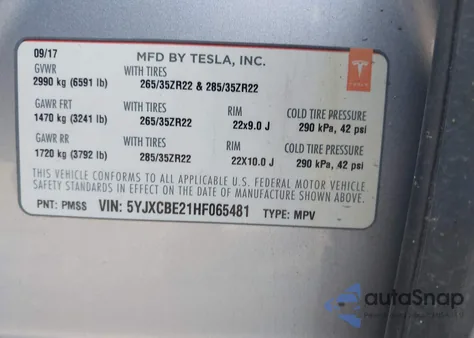 09/17 MFD BY TESLA, INC.
GVWR WITH TIRES
2990 kg (6591 lb) 265/35ZR22 & 285/35ZR22
TESLA
GAWR FRT WITH TIRES RIM COLD TIRE PRESSURE
1470 kg (3241 lb) 265/35ZR22 22x9.0 J 290 kPa, 42 psi
GAWR RR WITH TIRES RIM COLD TIRE PRESSURE
1720 kg (3792 lb) 285/35ZR22 22X10.0 J 290 kPa, 42 psi
THIS VEHICLE CONFORMS TO ALL APPLICABLE U.S. FEDERAL MOTOR VEHICLE
SAFETY STANDARDS IN EFFECT ON THE DATE OF MANUFACTURE SHOWN ABOVE.
PNT: PMSS VIN: 5YJXCBE21HF065481 TYPE: MPV
autoSnap